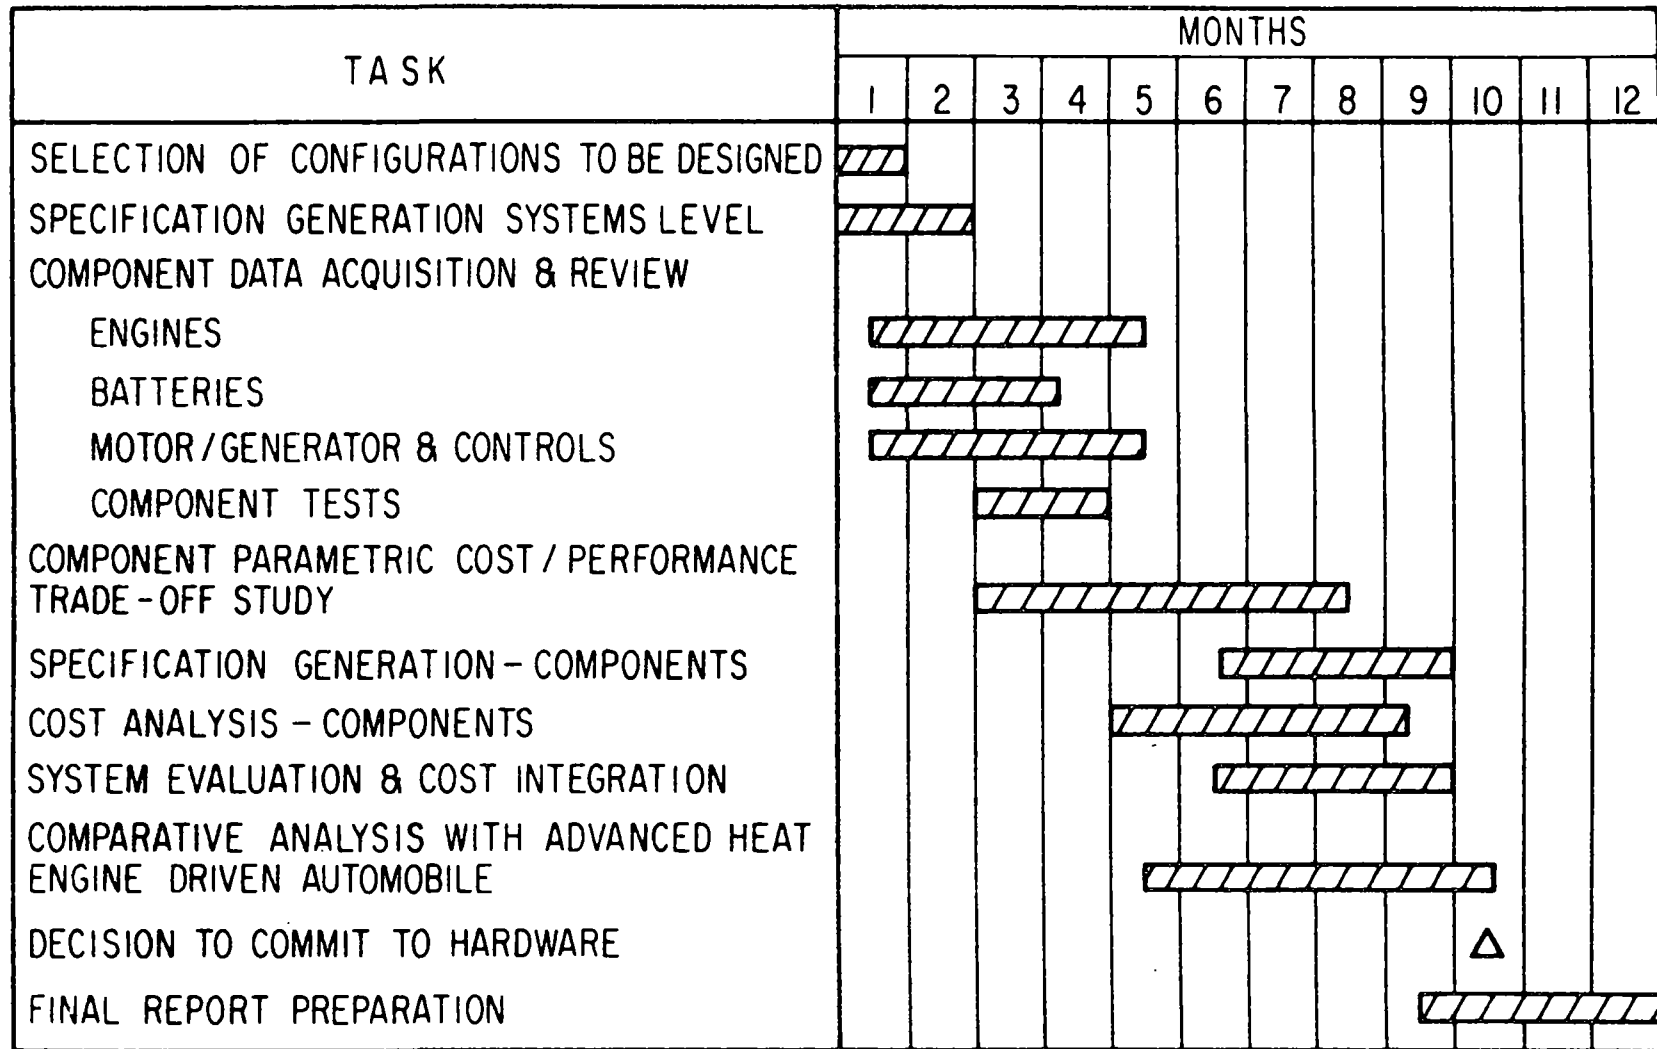 TASK
MONTHS
1 2 3 4 5 6 7 8 9 10 11 12
SELECTION OF CONFIGURATIONS TO BE DESIGNED
SPECIFICATION GENERATION SYSTEMS LEVEL
COMPONENT DATA ACQUISITION & REVIEW
ENGINES
BATTERIES
MOTOR/GENERATOR & CONTROLS
COMPONENT TESTS
COMPONENT PARAMETRIC COST/PERFORMANCE
TRADE-OFF STUDY
SPECIFICATION GENERATION-COMPONENTS
COST ANALYSIS-COMPONENTS
SYSTEM EVALUATION & COST INTEGRATION
COMPARATIVE ANALYSIS WITH ADVANCED HEAT
ENGINE DRIVEN AUTOMOBILE
DECISION TO COMMIT TO HARDWARE
FINAL REPORT PREPARATION